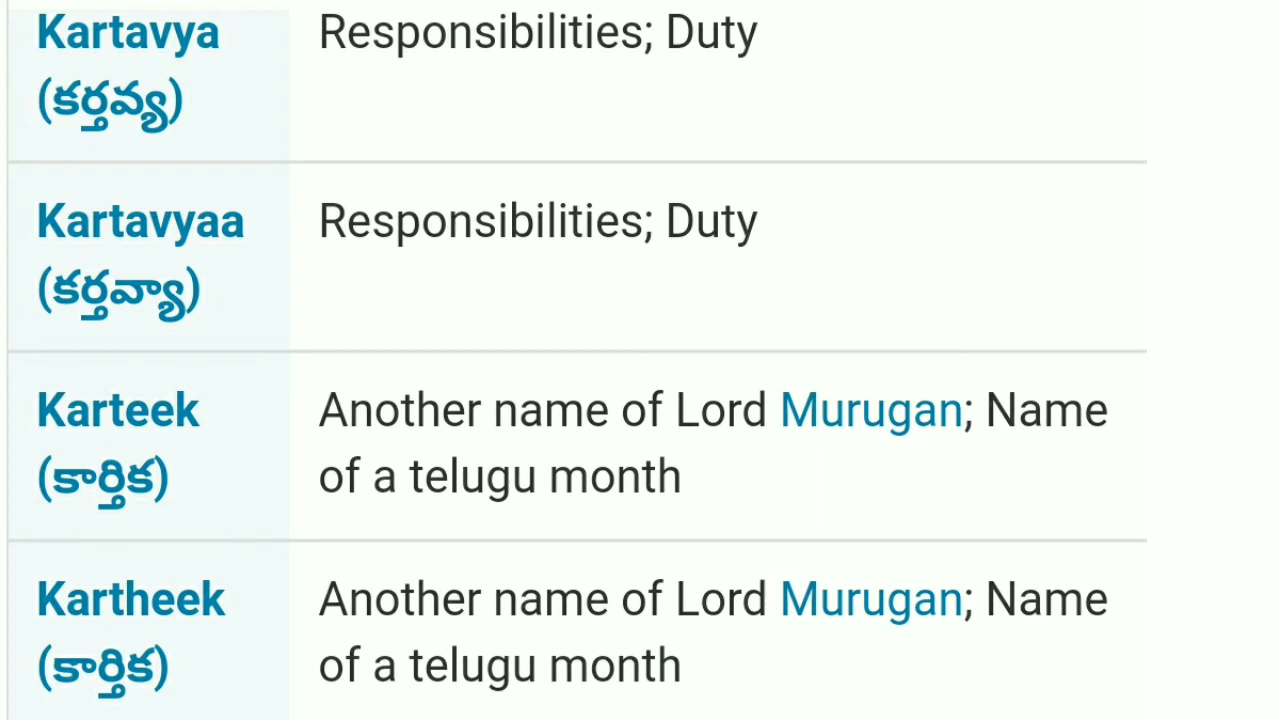 Kartavya Responsibilities; Duty
(కర్తవ్య)
Kartavyaa Responsibilities; Duty
(కర్తవ్యా)
Karteek Another name of Lord Murugan; Name
(కార్తిక) of a telugu month
Kartheek Another name of Lord Murugan; Name
(కార్తిక) of a telugu month